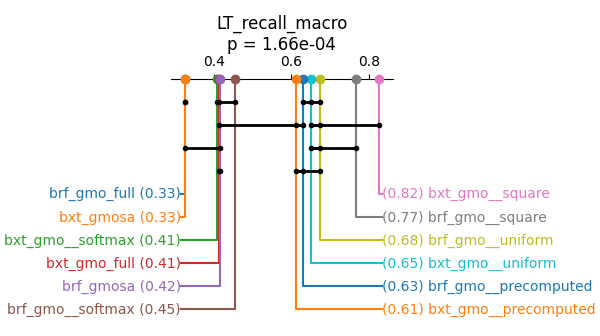 LT_recall_macro
p = 1.66e-04
0.4 0.6 0.8
brf_gmo_full (0.33)
(0.82) bxt_gmo__square
bxt_gmosa (0.33)
(0.77) brf_gmo__square
bxt_gmo__softmax (0.41)
(0.68) brf_gmo__uniform
bxt_gmo_full (0.41)
(0.65) bxt_gmo__uniform
brf_gmosa (0.42)
(0.63) brf_gmo__precomputed
brf_gmo__softmax (0.45)
(0.61) bxt_gmo__precomputed